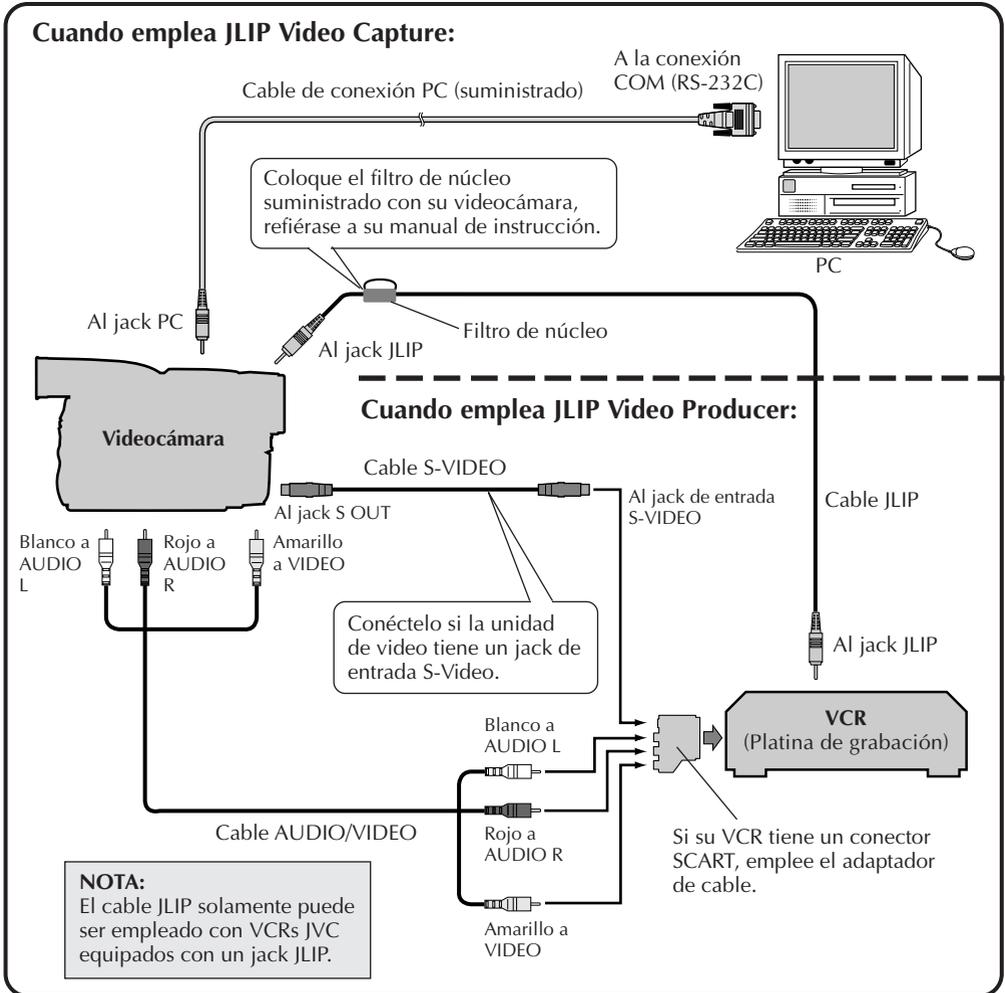 Cuando emplea JLIP Video Capture:
A la conexión
COM (RS-232C)
Cable de conexión PC (suministrado)
Coloque el filtro de núcleo
suministrado con su videocámara,
refiérase a su manual de instrucción.
PC
Al jack PC
Filtro de núcleo
Al jack JLIP
Cuando emplea JLIP Video Producer:
Videocámara
Cable S-VIDEO
Al jack S OUT
Al jack de entrada
S-VIDEO
Cable JLIP
Blanco a
AUDIO
L
Rojo a
AUDIO
R
Amarillo
a VIDEO
Conéctelo si la unidad
de video tiene un jack de
entrada S-Video.
Al jack JLIP
VCR
(Platina de grabación)
Blanco a
AUDIO L
Cable AUDIO/VIDEO
Rojo a
AUDIO R
Si su VCR tiene un conector
SCART, emplee el adaptador
de cable.
NOTA:
El cable JLIP solamente puede
ser empleado con VCRs JVC
equipados con un jack JLIP.
Amarillo a
VIDEO